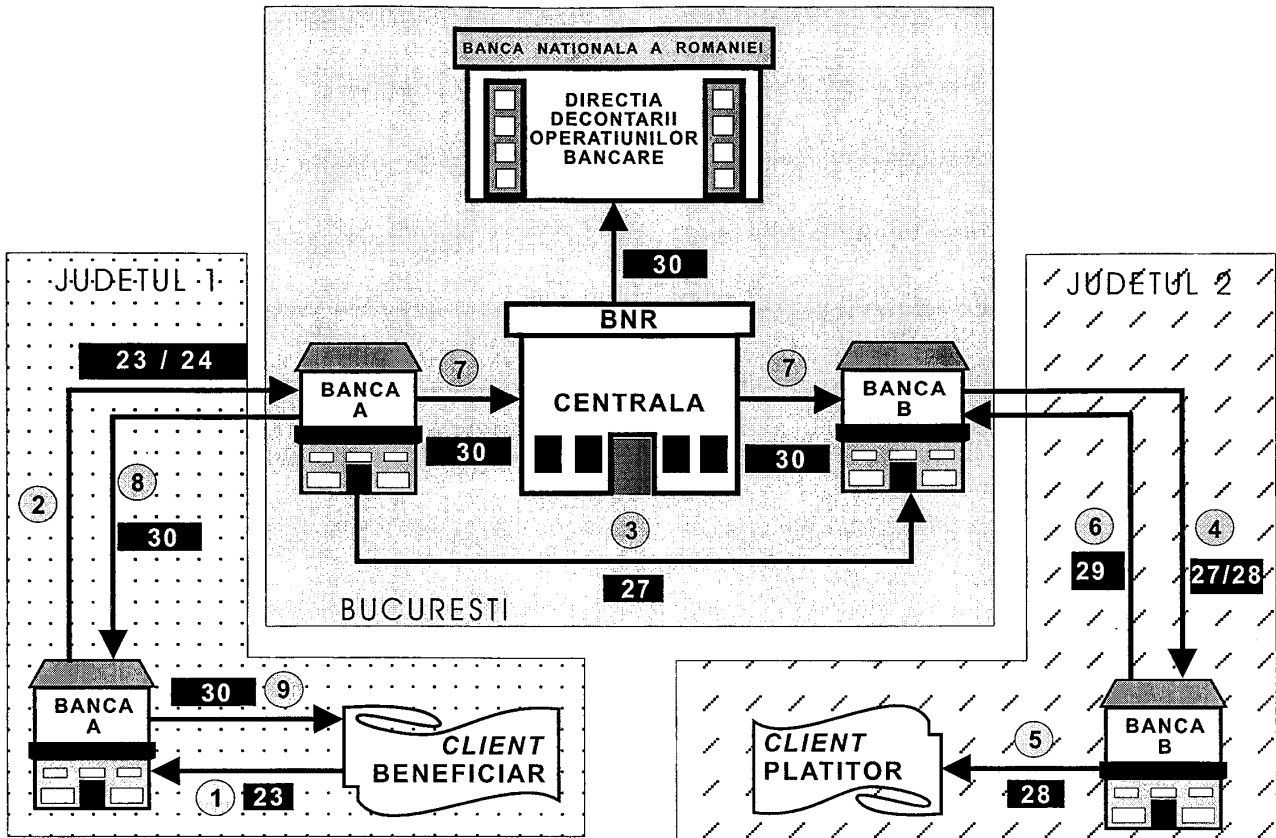 BANCA NATIONALA A ROMANIEI
DIRECTIA
DECONTARII
OPERATIUNILOR
BANCARE
30
JUDETUL 1
JUDETUL 2
BNR
23 / 24
BANCA
A
7
CENTRALA
7
BANCA
B
30
30
2
8
30
3
27
6
29
4
27/28
BUCURESTI
BANCA
A
30 9
CLIENT
BENEFICIAR
1 23
CLIENT
PLATITOR
5
28
BANCA
B